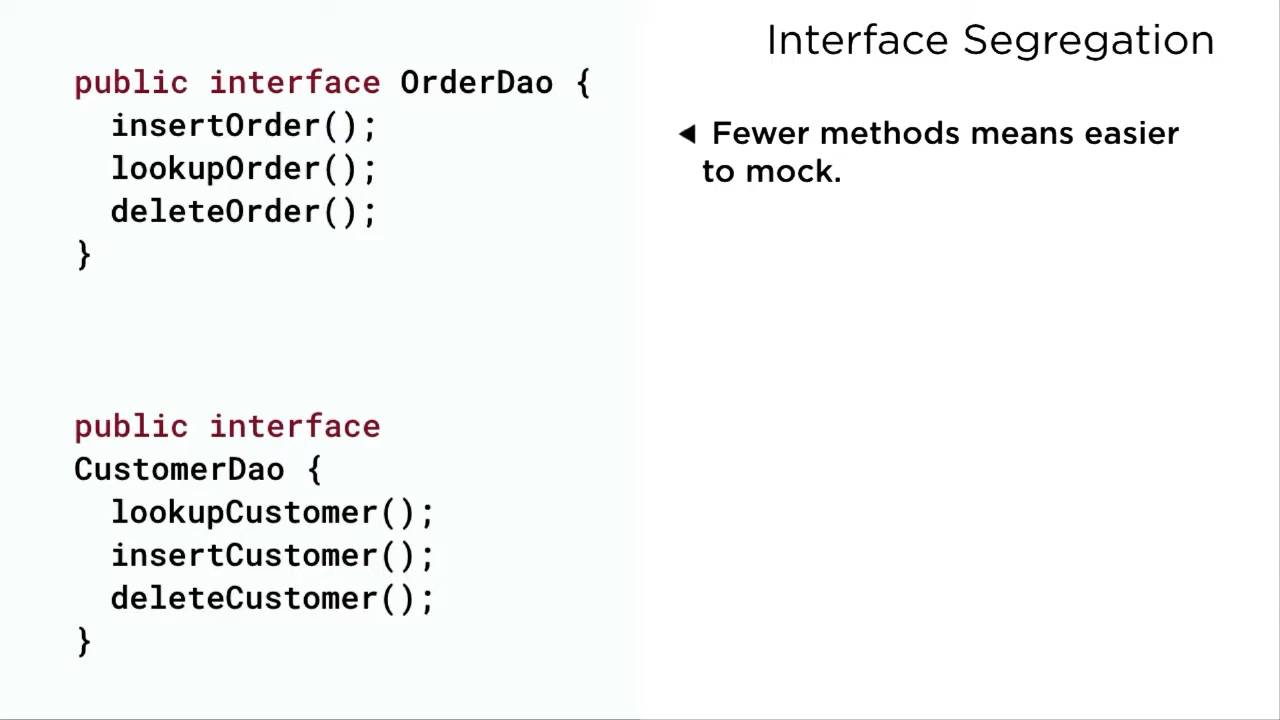 Interface Segregation
public interface OrderDao {
insertOrder();
lookupOrder();
deleteOrder();
}
public interface
CustomerDao {
lookupCustomer();
insertCustomer();
deleteCustomer();
}
◄ Fewer methods means easier
to mock.